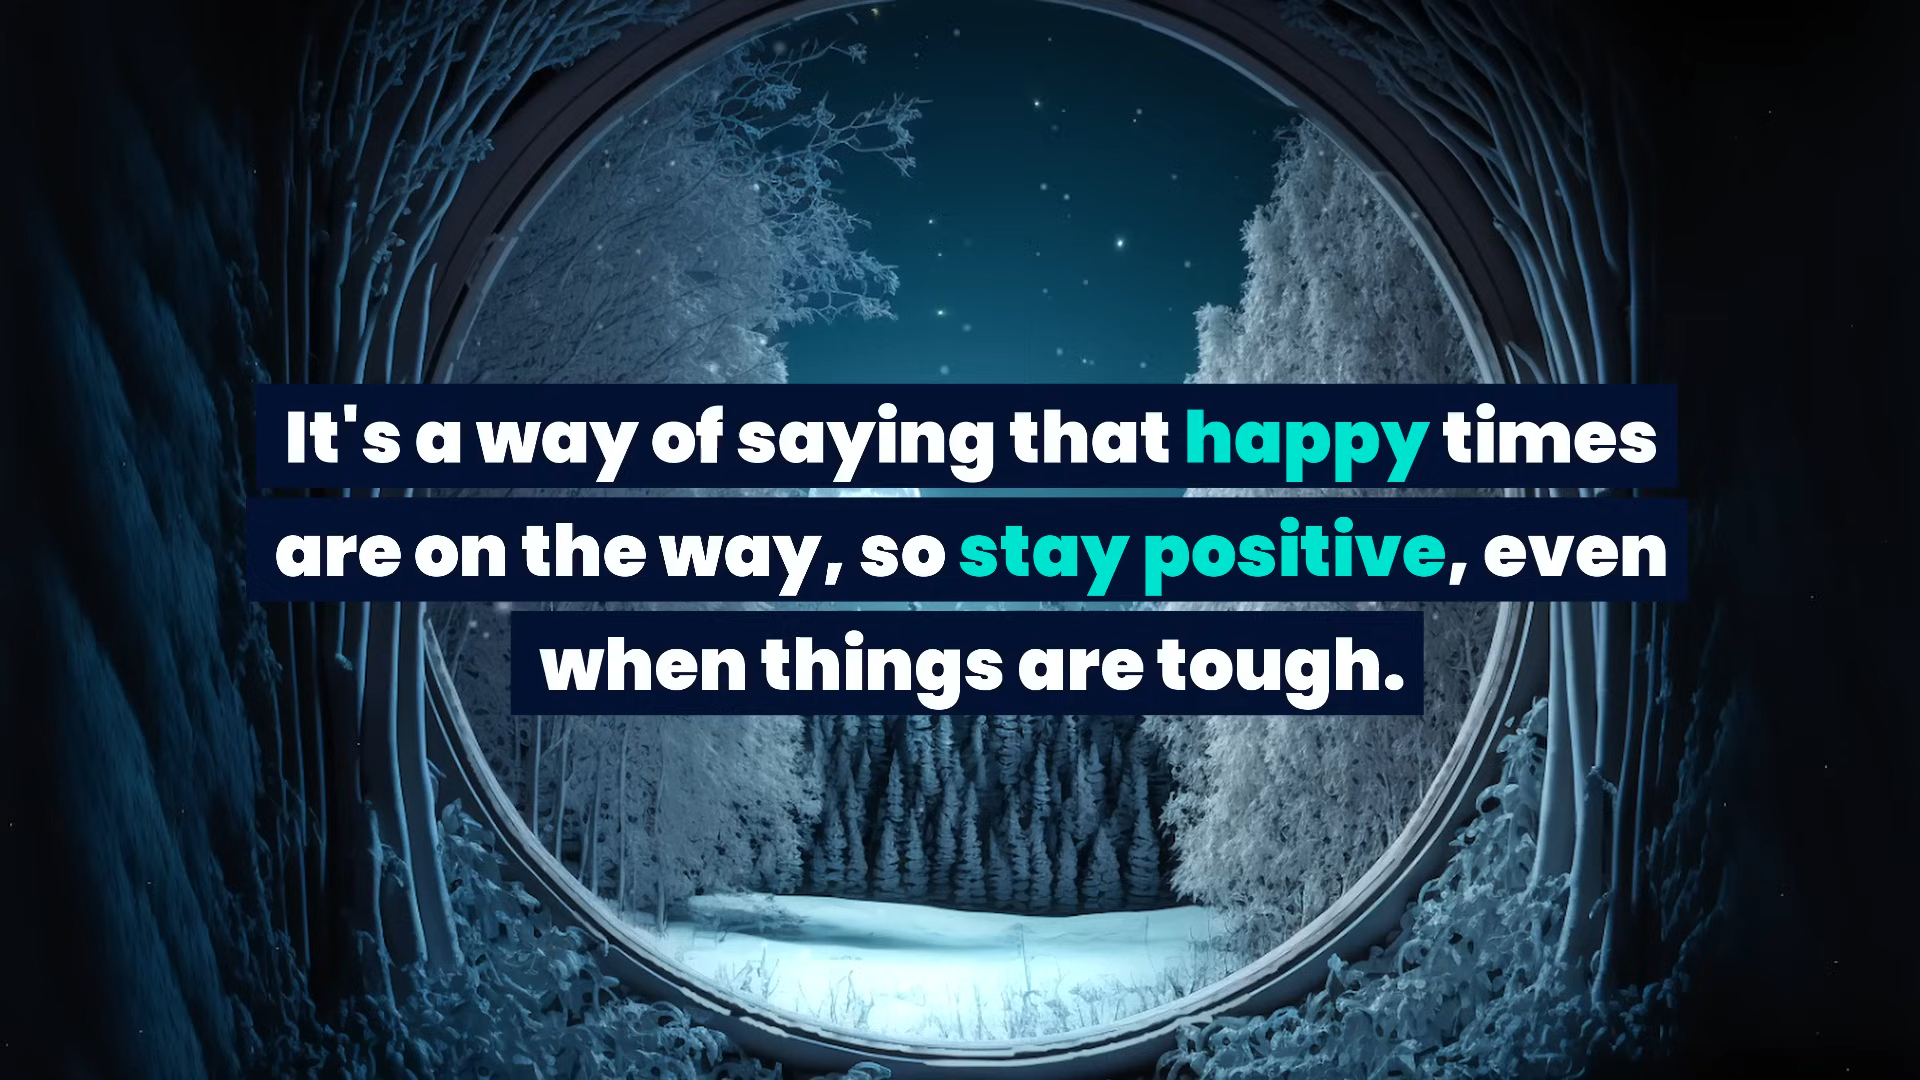 It's a way of saying that happy times
are on the way, so stay positive, even
when things are tough.